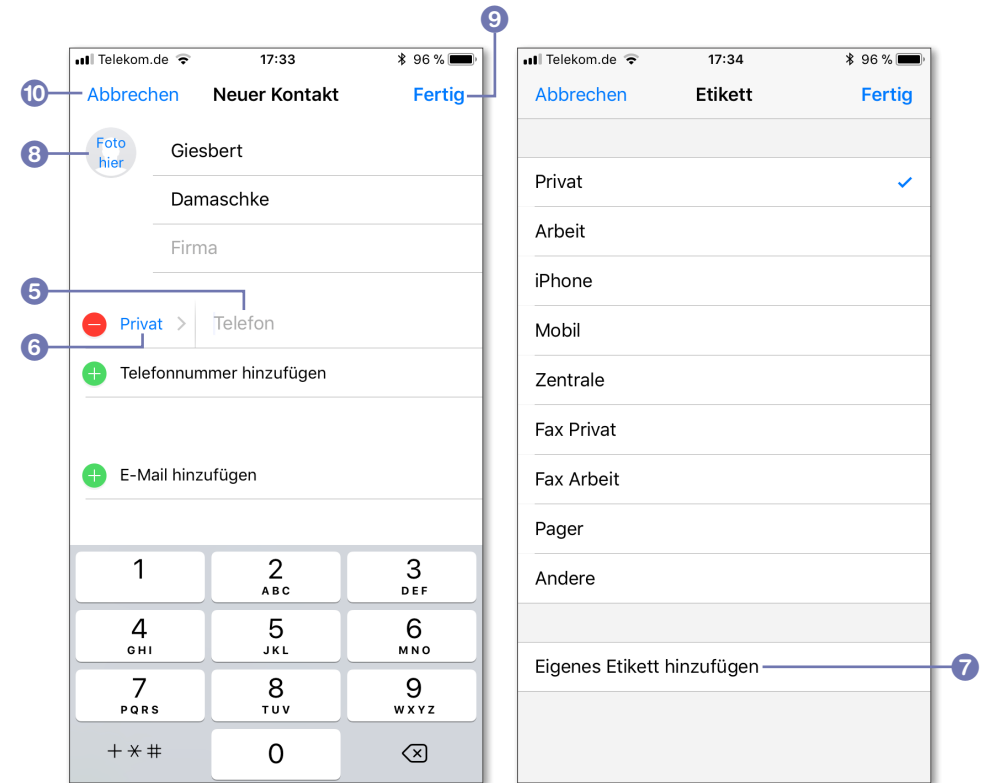 9
Telekom.de 17:33 96 %
10 Abbrechen Neuer Kontakt Fertig
8 Foto hier
Giesbert
Damaschke
Firma
5
Privat Telefon
6
Telefonnummer hinzufügen
E-Mail hinzufügen
1 2 3
ABC DEF
4 5 6
GHI JKL MNO
7 8 9
PQRS TUV WXYZ
+*# 0
Telekom.de 17:34 96 %
Abbrechen Etikett Fertig
Privat
Arbeit
iPhone
Mobil
Zentrale
Fax Privat
Fax Arbeit
Pager
Andere
Eigenes Etikett hinzufügen 7